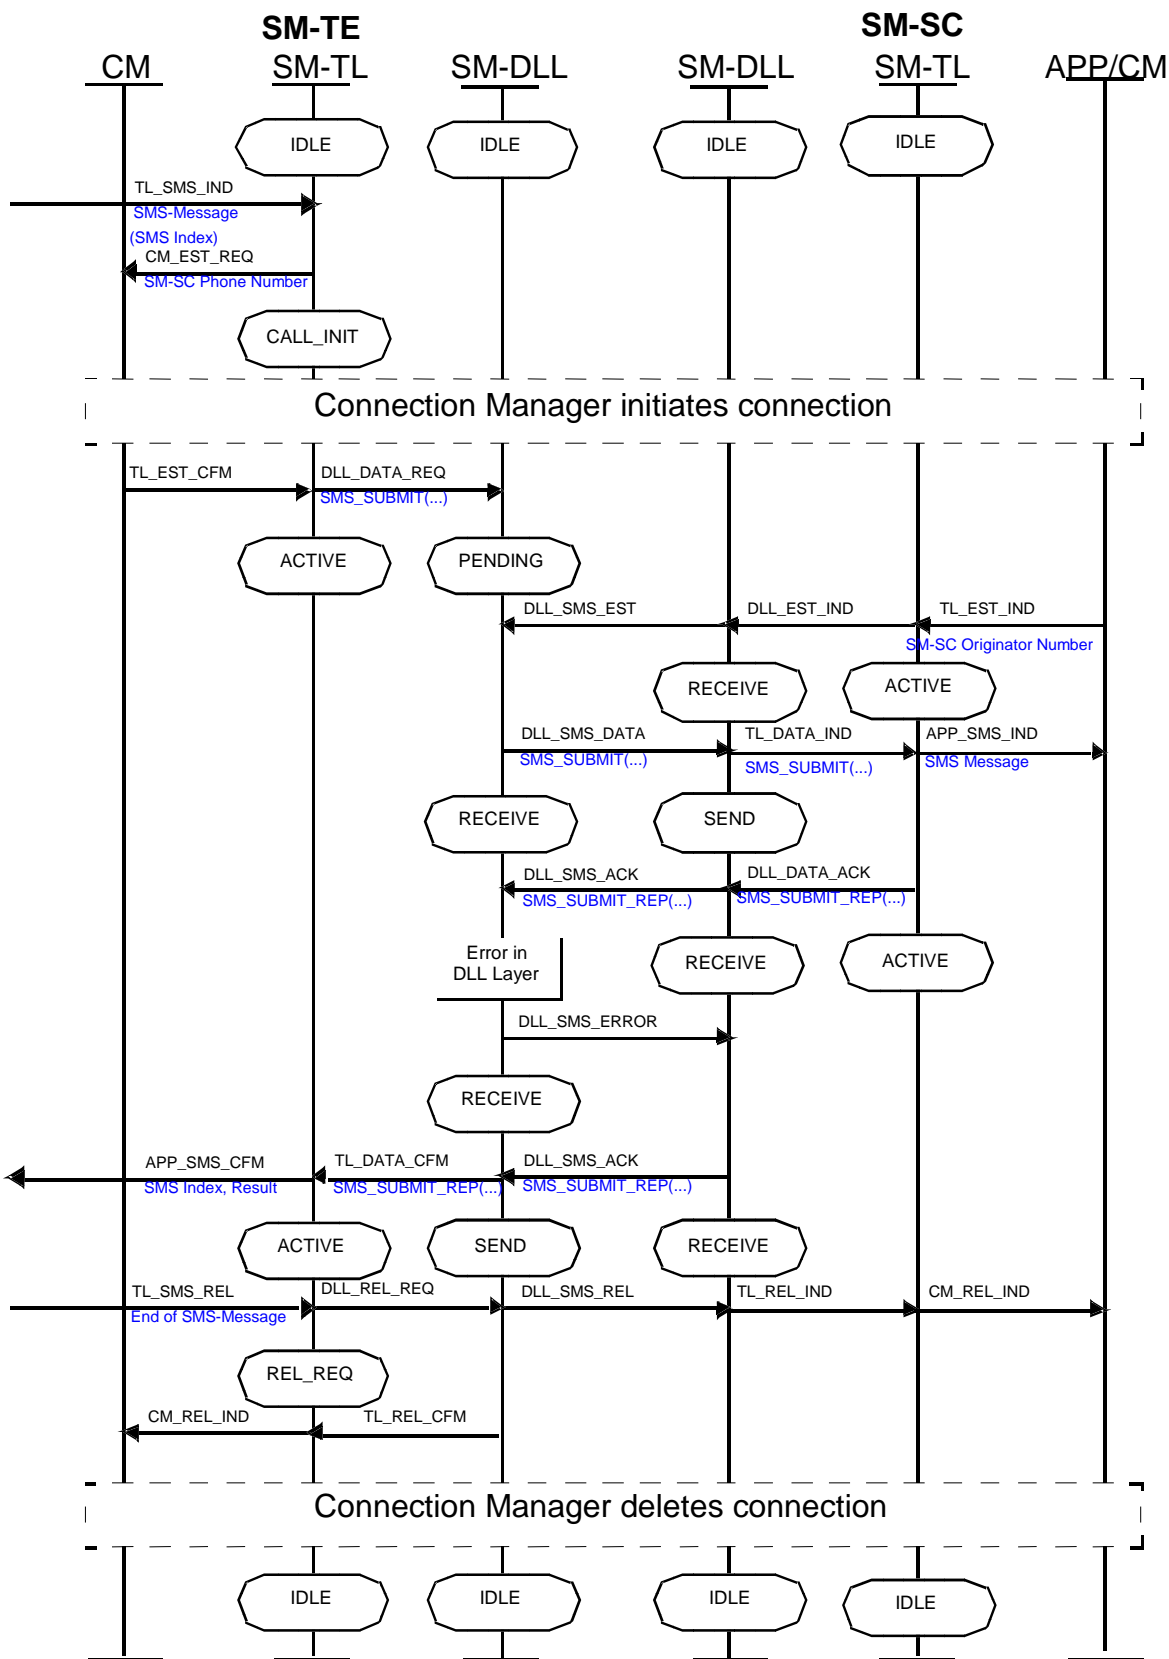 SM-TE
SM-SC
CM
SM-TL
SM-DLL
SM-DLL
SM-TL
APP/CM
IDLE
IDLE
IDLE
IDLE
TL_SMS_IND
SMS-Message
(SMS Index)
CM_EST_REQ
SM-SC Phone Number
CALL_INIT
Connection Manager initiates connection
TL_EST_CFM
DLL_DATA_REQ
SMS_SUBMIT(...)
ACTIVE
PENDING
DLL_SMS_EST
DLL_EST_IND
TL_EST_IND
SM-SC Originator Number
RECEIVE
ACTIVE
DLL_SMS_DATA
TL_DATA_IND
APP_SMS_IND
SMS_SUBMIT(...)
SMS_SUBMIT(...)
SMS Message
RECEIVE
SEND
DLL_SMS_ACK
DLL_DATA_ACK
SMS_SUBMIT_REP(...)
SMS_SUBMIT_REP(...)
Error in
DLL Layer
RECEIVE
ACTIVE
DLL_SMS_ERROR
RECEIVE
APP_SMS_CFM
TL_DATA_CFM
DLL_SMS_ACK
SMS Index, Result
SMS_SUBMIT_REP(...)
SMS_SUBMIT_REP(...)
ACTIVE
SEND
RECEIVE
TL_SMS_REL
DLL_REL_REQ
DLL_SMS_REL
TL_REL_IND
CM_REL_IND
End of SMS-Message
REL_REQ
CM_REL_IND
TL_REL_CFM
Connection Manager deletes connection
IDLE
IDLE
IDLE
IDLE